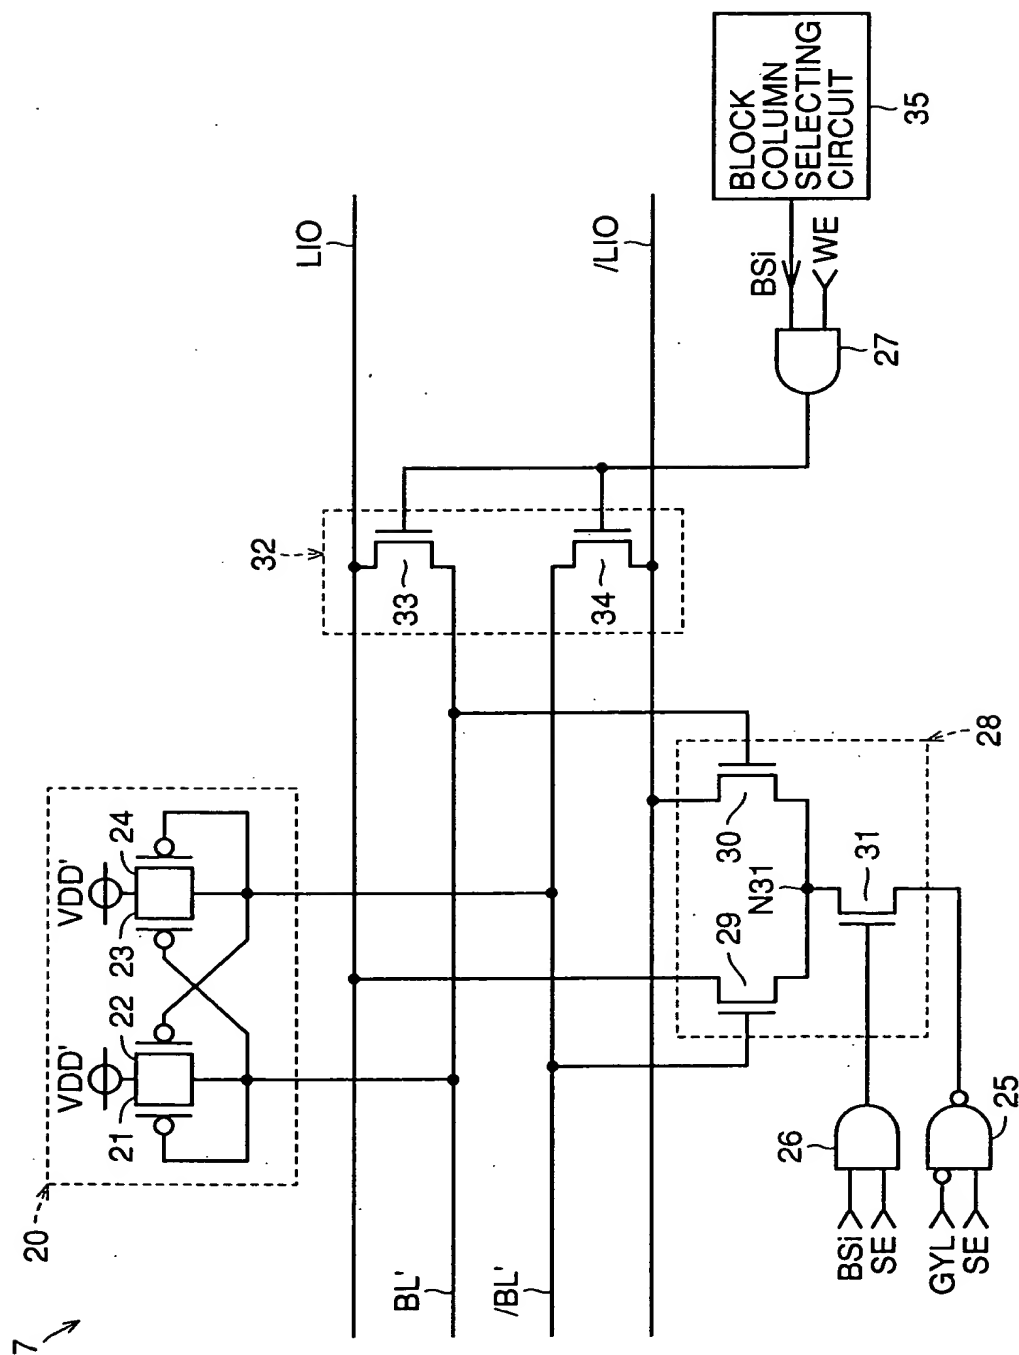 7
20
VDD'
VDD'
21
22
23
24
LIO
/LIO
BL'
/BL'
32
33
34
BSi
WE
27
BLOCK
COLUMN
SELECTING
CIRCUIT
35
28
29
30
N31
31
26
BSi
SE
GYL
SE
25